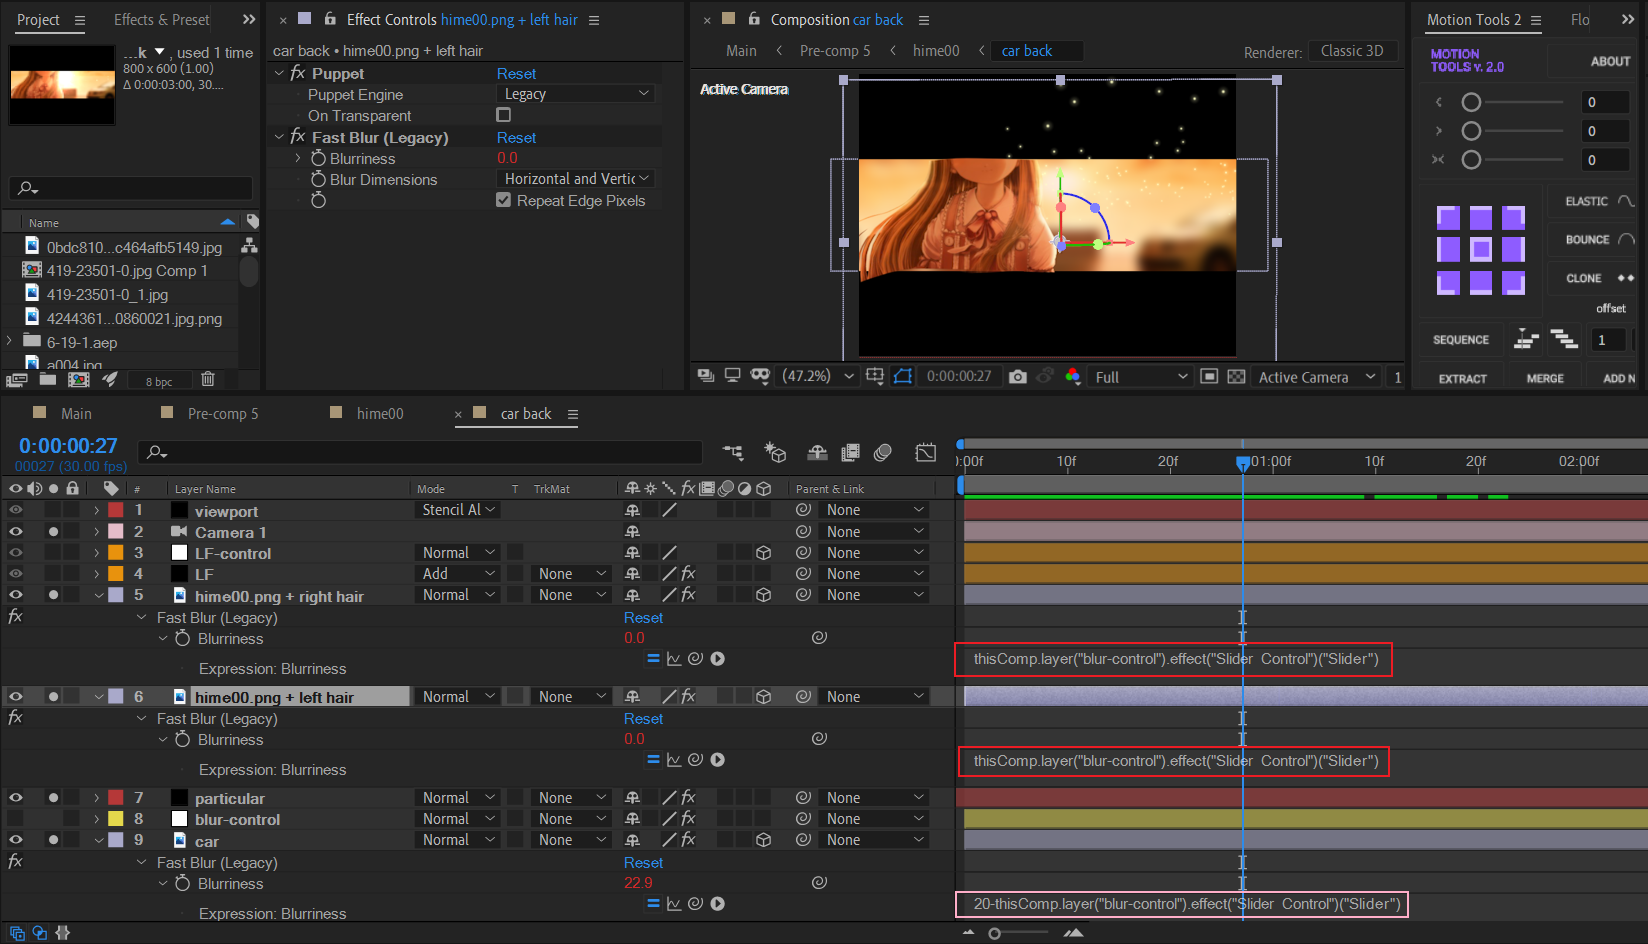 Project
Effects & Preset
Effect Controls hime00.png + left hair
Composition car back
Motion Tools 2
Flo
...k , used 1 time
800 x 600 (1.00)
Δ 0:00:03:00, 30....
car back • hime00.png + left hair
Main
Pre-comp 5
hime00
car back
Renderer:
Classic 3D
MOTION
TOOLS v. 2.0
ABOUT
fx Puppet
Reset
Puppet Engine
Legacy
On Transparent
fx Fast Blur (Legacy)
Reset
Blurriness
0.0
Blur Dimensions
Horizontal and Vertic
Repeat Edge Pixels
Active Camera
0
0
0
Name
0bdc810...c464afb5149.jpg
419-23501-0.jpg Comp 1
419-23501-0_1.jpg
4244361...0860021.jpg.png
6-19-1.aep
a004.jpg
8 bpc
ELASTIC
BOUNCE
CLONE
offset
SEQUENCE
1
EXTRACT
MERGE
ADD N
(47.2%)
0:00:00:27
Full
Active Camera
1
Main
Pre-comp 5
hime00
car back
0:00:00:27
00027 (30.00 fps)
):00f
10f
20f
01:00f
10f
20f
02:00f
#
Layer Name
Mode
T
TrkMat
fx
Parent & Link
1 viewport Stencil Al None
2 Camera 1 None
3 LF-control Normal None
4 LF Add None fx None
5 hime00.png + right hair Normal None fx None
fx Fast Blur (Legacy) Reset
Blurriness 0.0
Expression: Blurriness
thisComp.layer("blur-control").effect("Slider Control")("Slider")
6 hime00.png + left hair Normal None fx None
fx Fast Blur (Legacy) Reset
Blurriness 0.0
Expression: Blurriness
thisComp.layer("blur-control").effect("Slider Control")("Slider")
7 particular Normal None fx None
8 blur-control Normal None fx None
9 car Normal None fx None
fx Fast Blur (Legacy) Reset
Blurriness 22.9
Expression: Blurriness
20-thisComp.layer("blur-control").effect("Slider Control")("Slider")